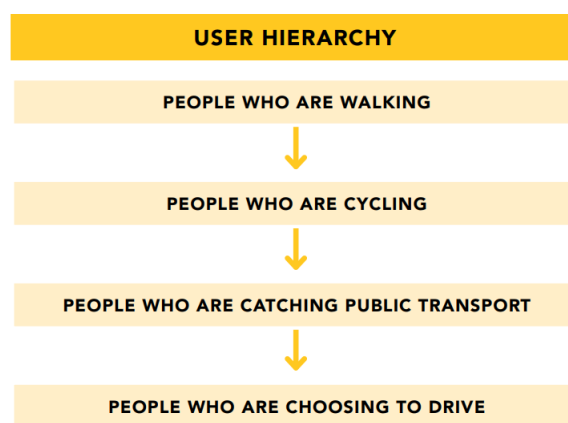 USER HIERARCHY
PEOPLE WHO ARE WALKING
PEOPLE WHO ARE CYCLING
PEOPLE WHO ARE CATCHING PUBLIC TRANSPORT
PEOPLE WHO ARE CHOOSING TO DRIVE